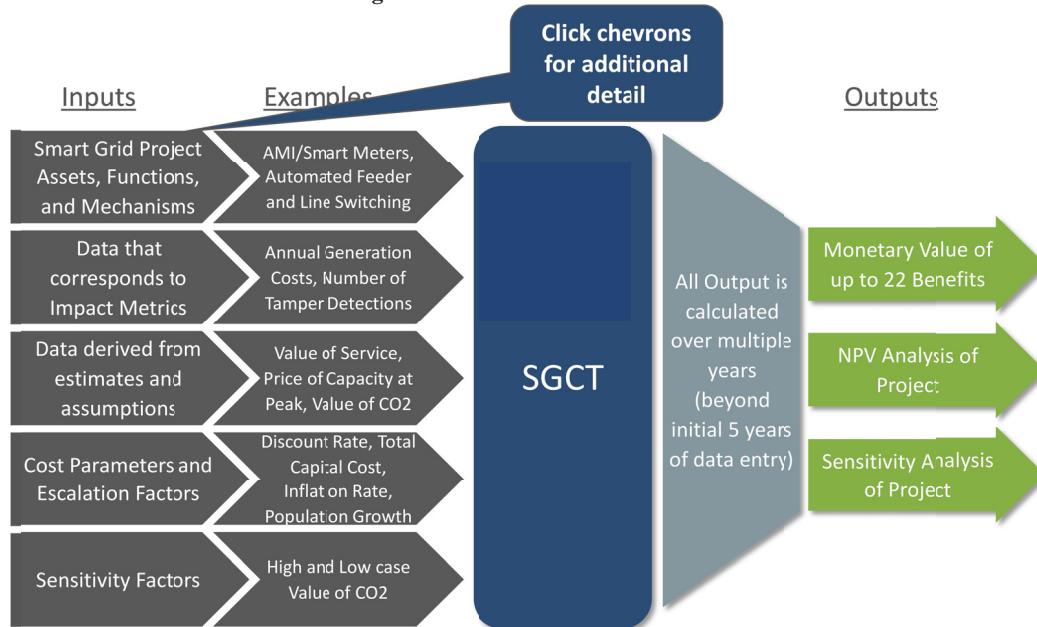 Click chevrons
for additional
detail
Inputs
Examples
Outputs
Smart Grid Project
Assets, Functions,
and Mechanisms
AMI/Smart Meters,
Automated Feeder
and Line Switching
Data that
corresponds to
Impact Metrics
Annual Generation
Costs, Number of
Tamper Detections
Data derived from
estimates and
assumptions
Value of Service,
Price of Capacity at
Peak, Value of CO2
Cost Parameters and
Escalation Factors
Discount Rate, Total
Capital Cost,
Inflation Rate,
Population Growth
Sensitivity Factors
High and Low case
Value of CO2
SGCT
All Output is
calculated
over multiple
years
(beyond
initial 5 years
of data entry)
Monetary Value of
up to 22 Benefits
NPV Analysis of
Project
Sensitivity Analysis
of Project